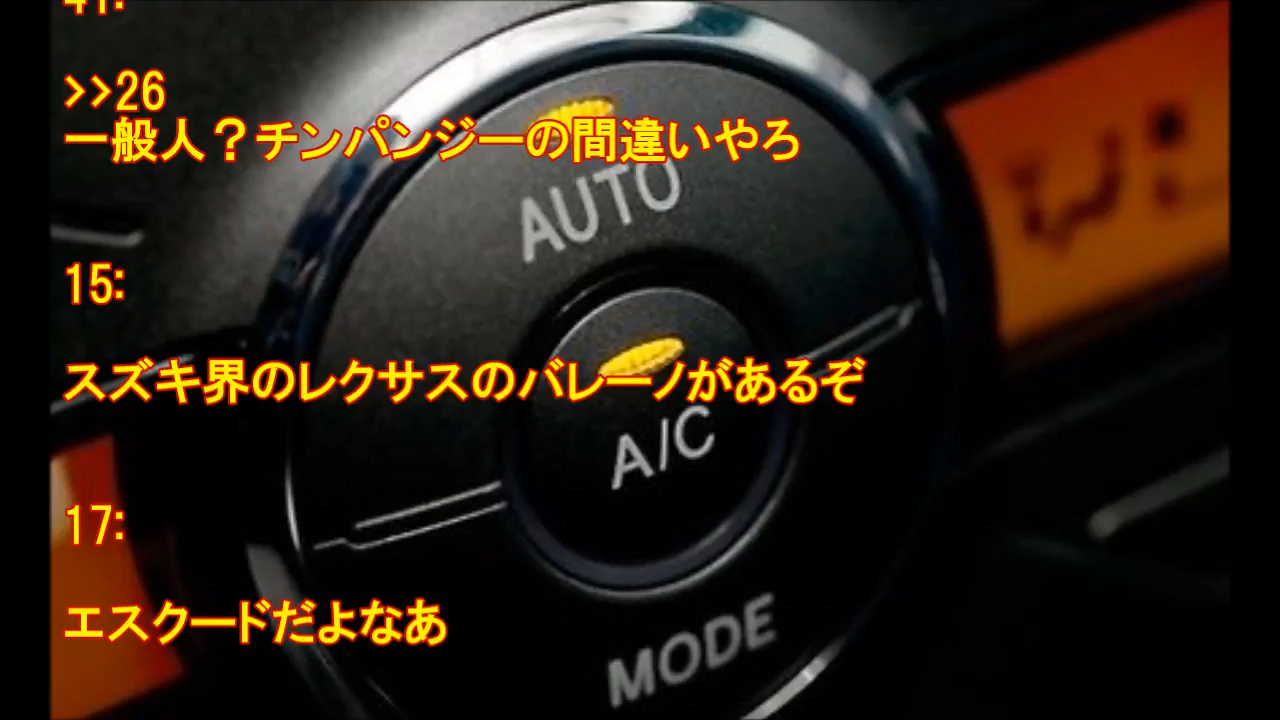 41:
>>26
一般人？チンパンジーの間違いやろ
AUTO
15:
スズキ界のレクサスのバレーノがあるぞ
A/C
17:
エスクードだよなあ
MODE